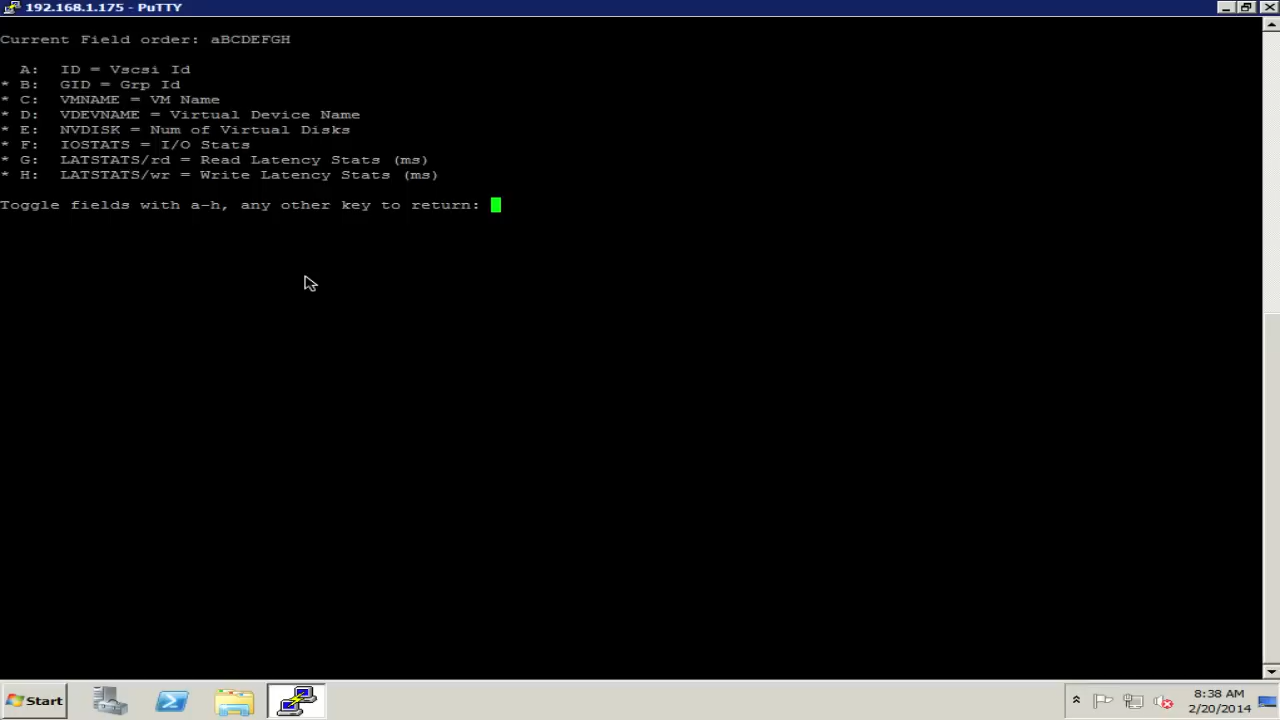 192.168.1.175 - PuTTY
Current Field order: aBCDEFGH
A: ID = Vscsi Id
* B: GID = Grp Id
* C: VMNAME = VM Name
* D: VDEVNAME = Virtual Device Name
* E: NVDISK = Num of Virtual Disks
* F: IOSTATS = I/O Stats
* G: LATSTATS/rd = Read Latency Stats (ms)
* H: LATSTATS/wr = Write Latency Stats (ms)
Toggle fields with a-h, any other key to return:
Start
8:38 AM
2/20/2014